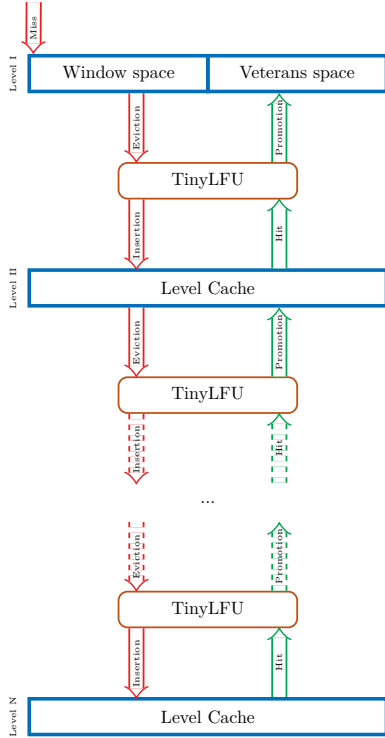 Miss
Level I
Window space
Veterans space
Eviction
Promotion
TinyLFU
Insertion
Hit
Level II
Level Cache
Eviction
Promotion
TinyLFU
Insertion
Hit
...
Eviction
Promotion
TinyLFU
Insertion
Hit
Level N
Level Cache